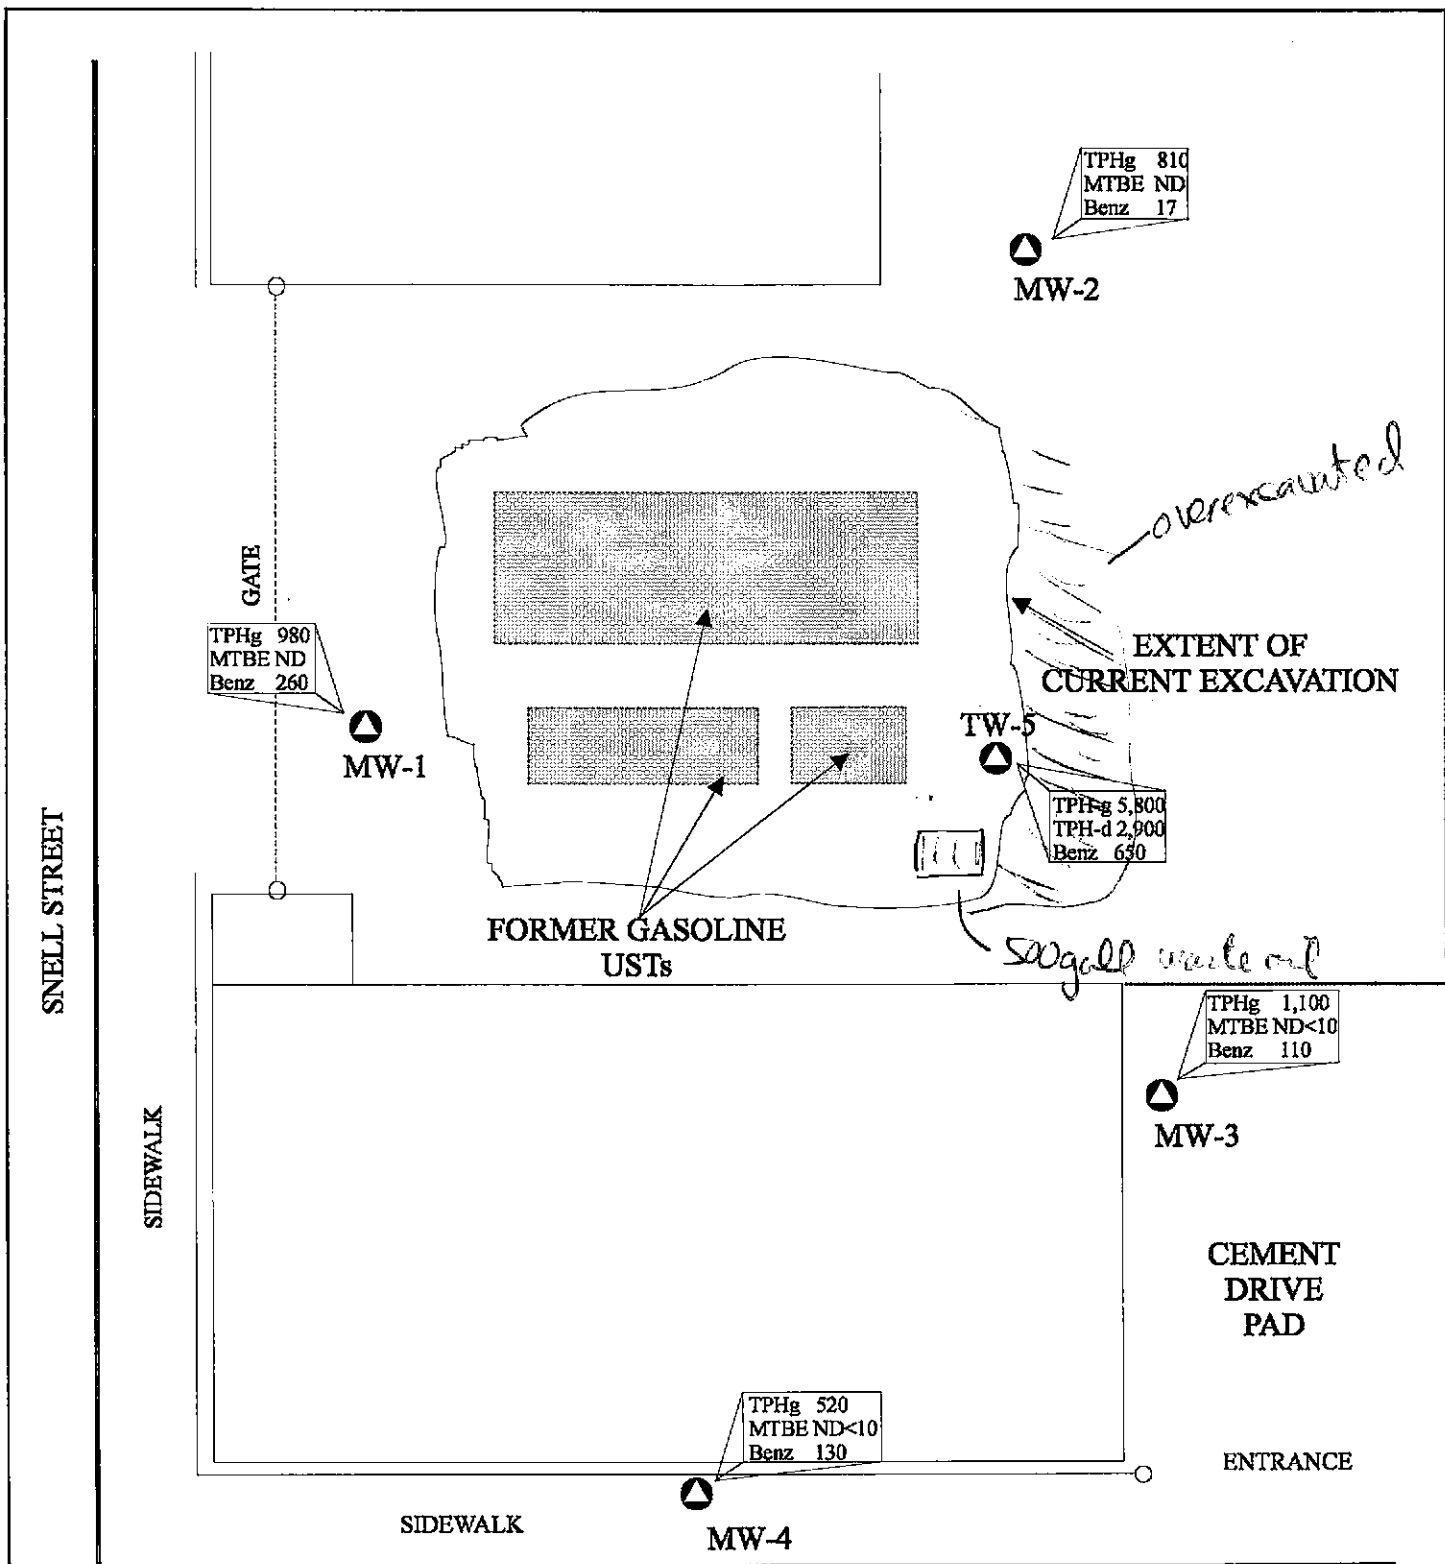 TPHg 810
MTBE ND
Benz 17
MW-2
overexcavated
GATE
TPHg 980
MTBE ND
Benz 260
MW-1
EXTENT OF
CURRENT EXCAVATION
TW-5
TPH-g 5,800
TPH-d 2,900
Benz 650
SNELL STREET
FORMER GASOLINE
USTs
500gall waste oil
TPHg 1,100
MTBE ND<10
Benz 110
MW-3
SIDEWALK
CEMENT
DRIVE
PAD
TPHg 520
MTBE ND<10
Benz 130
ENTRANCE
SIDEWALK
MW-4